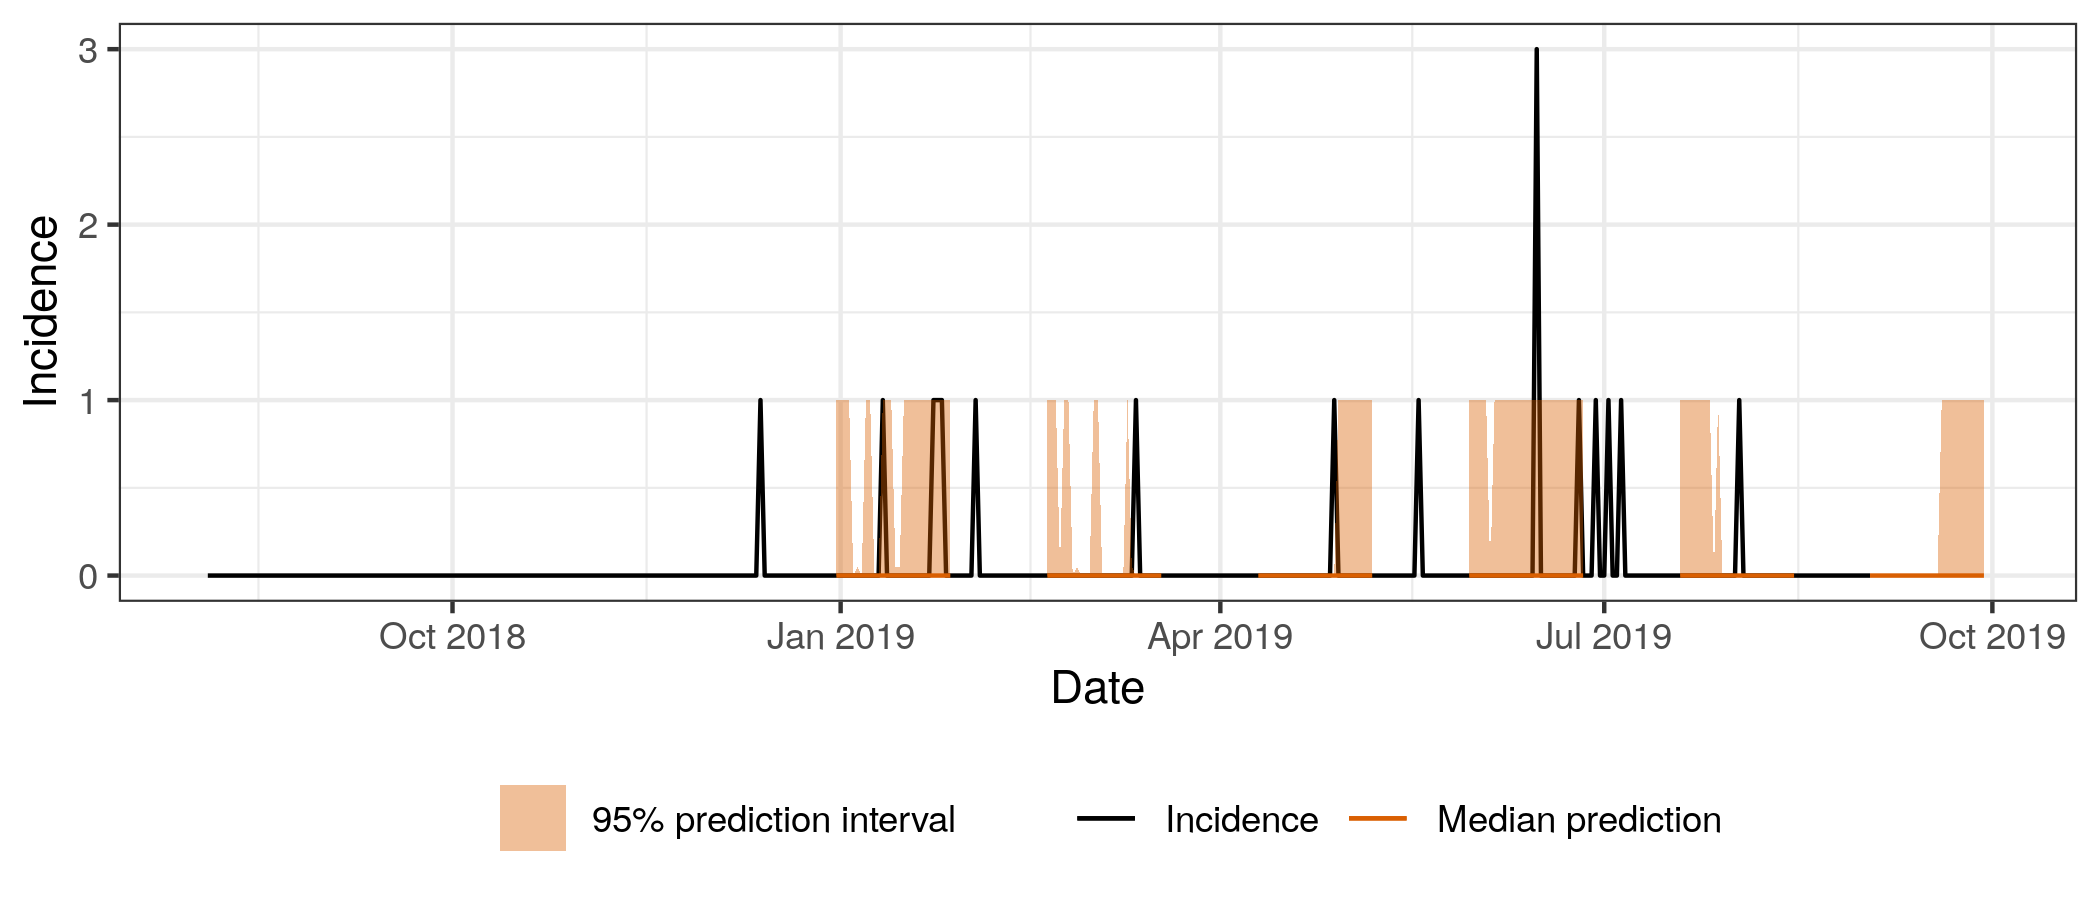 3
2
1
0
Incidence
Oct 2018 Jan 2019 Apr 2019 Jul 2019 Oct 2019
Date
95% prediction interval Incidence Median prediction